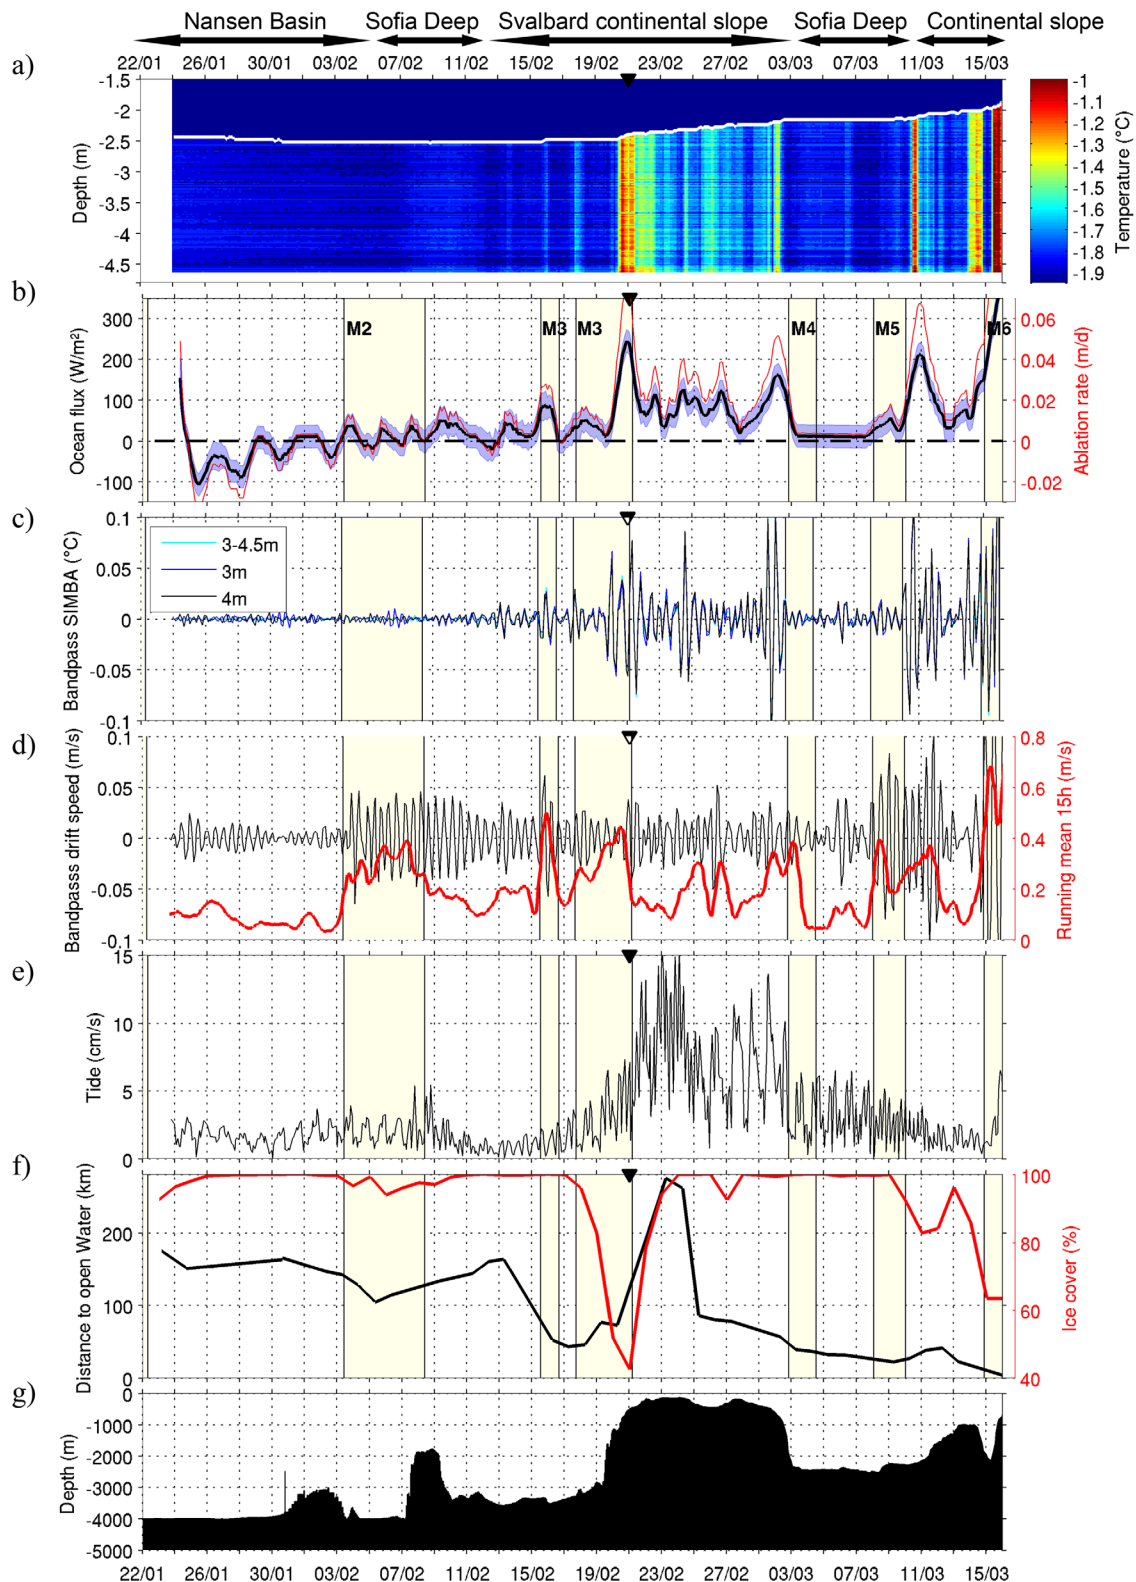 Nansen Basin Sofia Deep Svalbard continental slope Sofia Deep Continental slope
22/01 26/01 30/01 03/02 07/02 11/02 15/02 19/02 23/02 27/02 03/03 07/03 11/03 15/03
a)
-1.5
-2
-2.5
-3
-3.5
-4
-4.5
Depth (m)
-1
-1.1
-1.2
-1.3
-1.4
-1.5
-1.6
-1.7
-1.8
-1.9
Temperature (°C)
b)
300
200
100
0
-100
Ocean flux (W/m²)
M2 M3 M3 M4 M5 M6
0.06
0.04
0.02
0
-0.02
Ablation rate (m/d)
c)
0.1
0.05
0
-0.05
-0.1
Bandpass SIMBA (°C)
3-4.5m
3m
4m
d)
0.1
0.05
0
-0.05
-0.1
Bandpasss drift speed (m/s)
0.8
0.6
0.4
0.2
0
Running mean 15h (m/s)
e)
15
10
5
0
Tide (cm/s)
f)
200
100
0
Distance to open Water (km)
100
80
60
40
Ice cover (%)
g)
0
-1000
-2000
-3000
-4000
-5000
Depth (m)
22/01 26/01 30/01 03/02 07/02 11/02 15/02 19/02 23/02 27/02 03/03 07/03 11/03 15/03